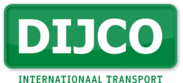 DIJCO
INTERNATIONAAL TRANSPORT